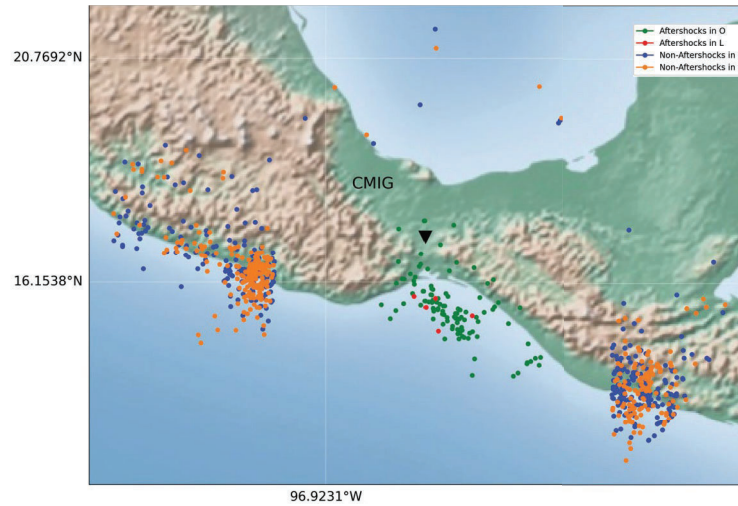 20.7692°N
Aftershocks in O
Aftershocks in L
Non-Aftershocks in
Non-Aftershocks in
CMIG
16.1538°N
96.9231°W